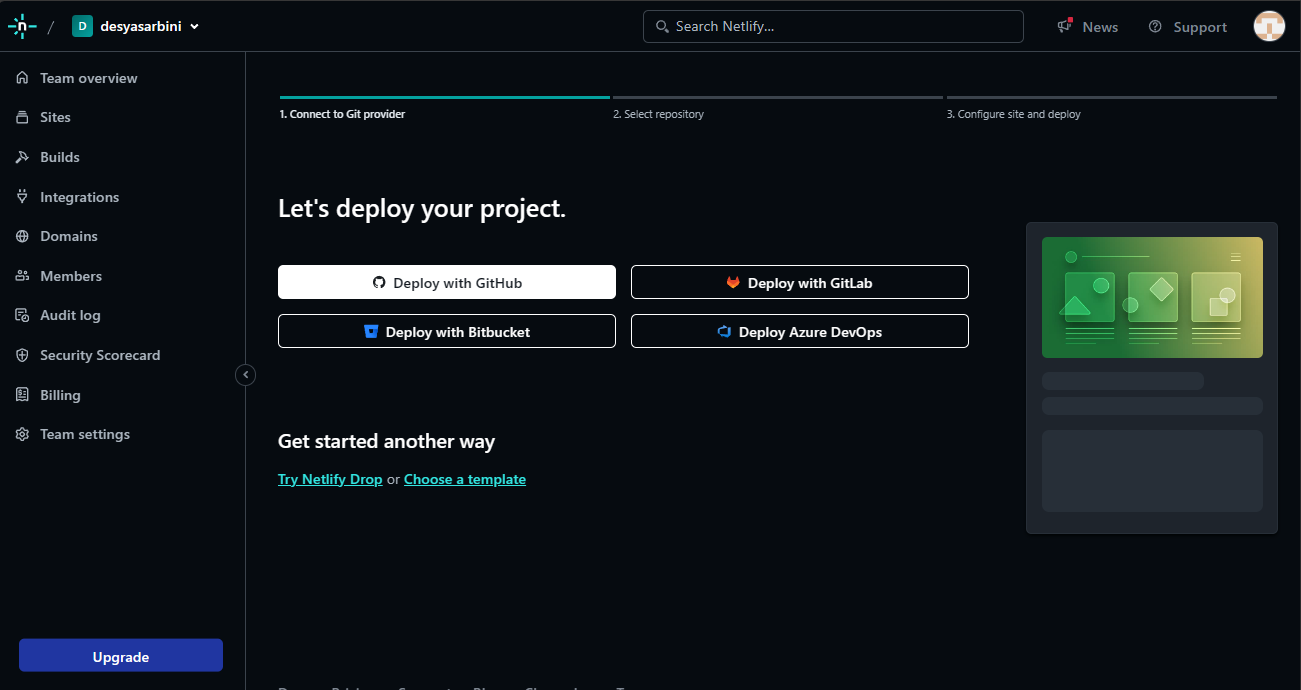 / D desyasarbini
Search Netlify...
News
Support
Team overview
Sites
Builds
Integrations
Domains
Members
Audit log
Security Scorecard
Billing
Team settings
Upgrade
1. Connect to Git provider
2. Select repository
3. Configure site and deploy
Let's deploy your project.
Deploy with GitHub
Deploy with GitLab
Deploy with Bitbucket
Deploy Azure DevOps
Get started another way
Try Netlify Drop or Choose a template